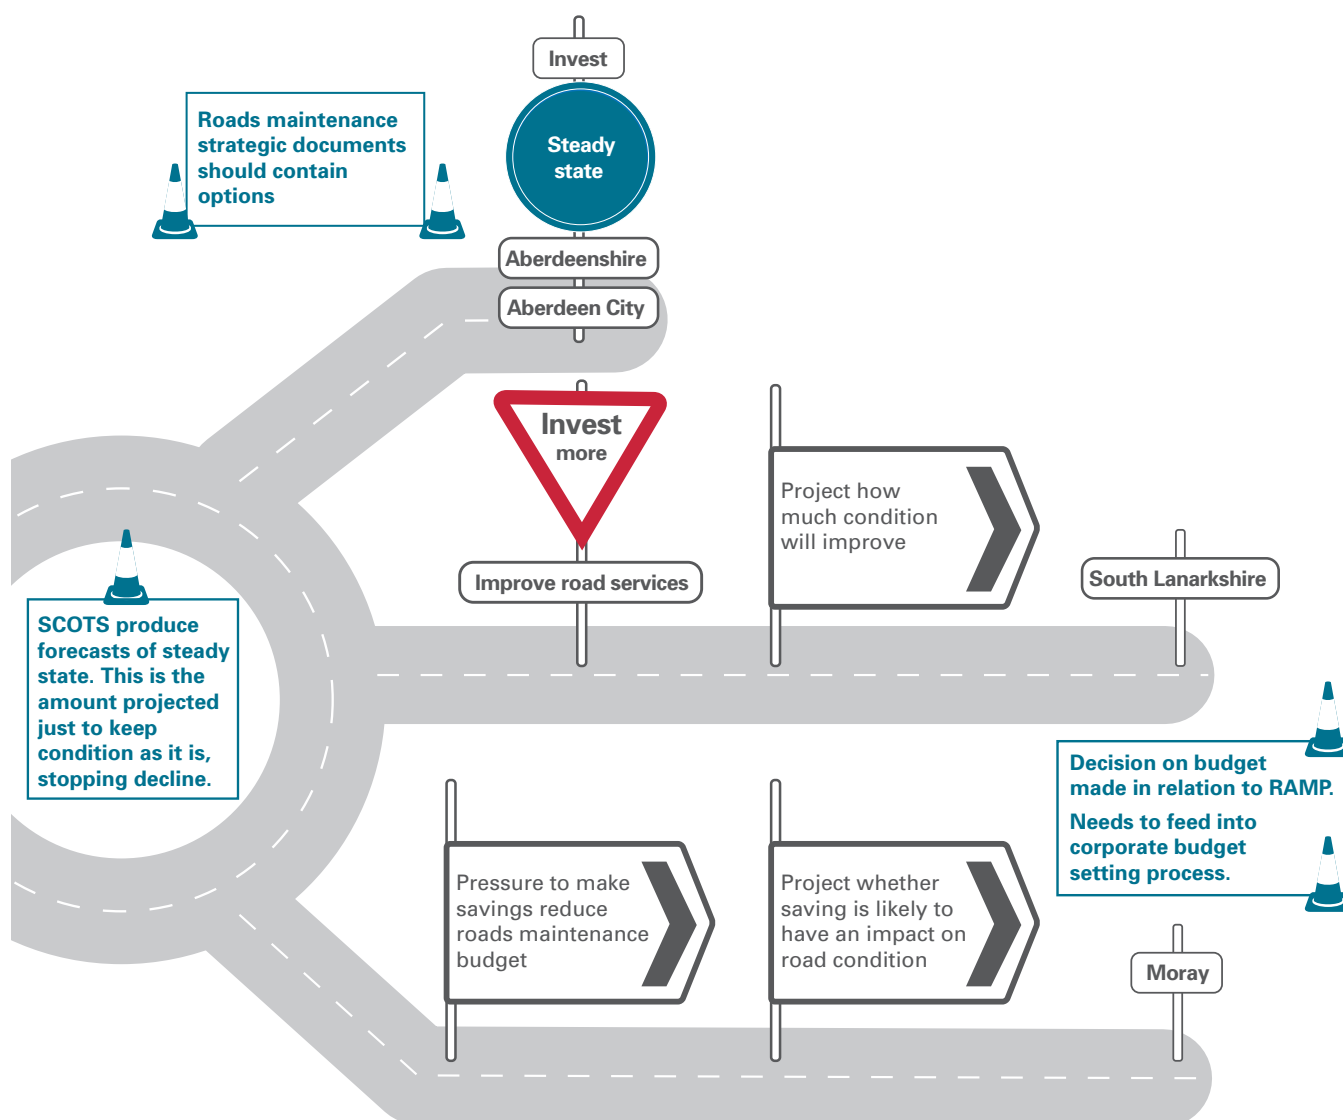 Invest
Steady
state
Roads maintenance
strategic documents
should contain
options
Aberdeenshire
Aberdeen City
Invest
more
Improve road services
Project how
much condition
will improve
South Lanarkshire
SCOTS produce
forecasts of steady
state. This is the
amount projected
just to keep
condition as it is,
stopping decline.
Decision on budget
made in relation to RAMP.
Needs to feed into
corporate budget
setting process.
Pressure to make
savings reduce
roads maintenance
budget
Project whether
saving is likely to
have an impact on
road condition
Moray